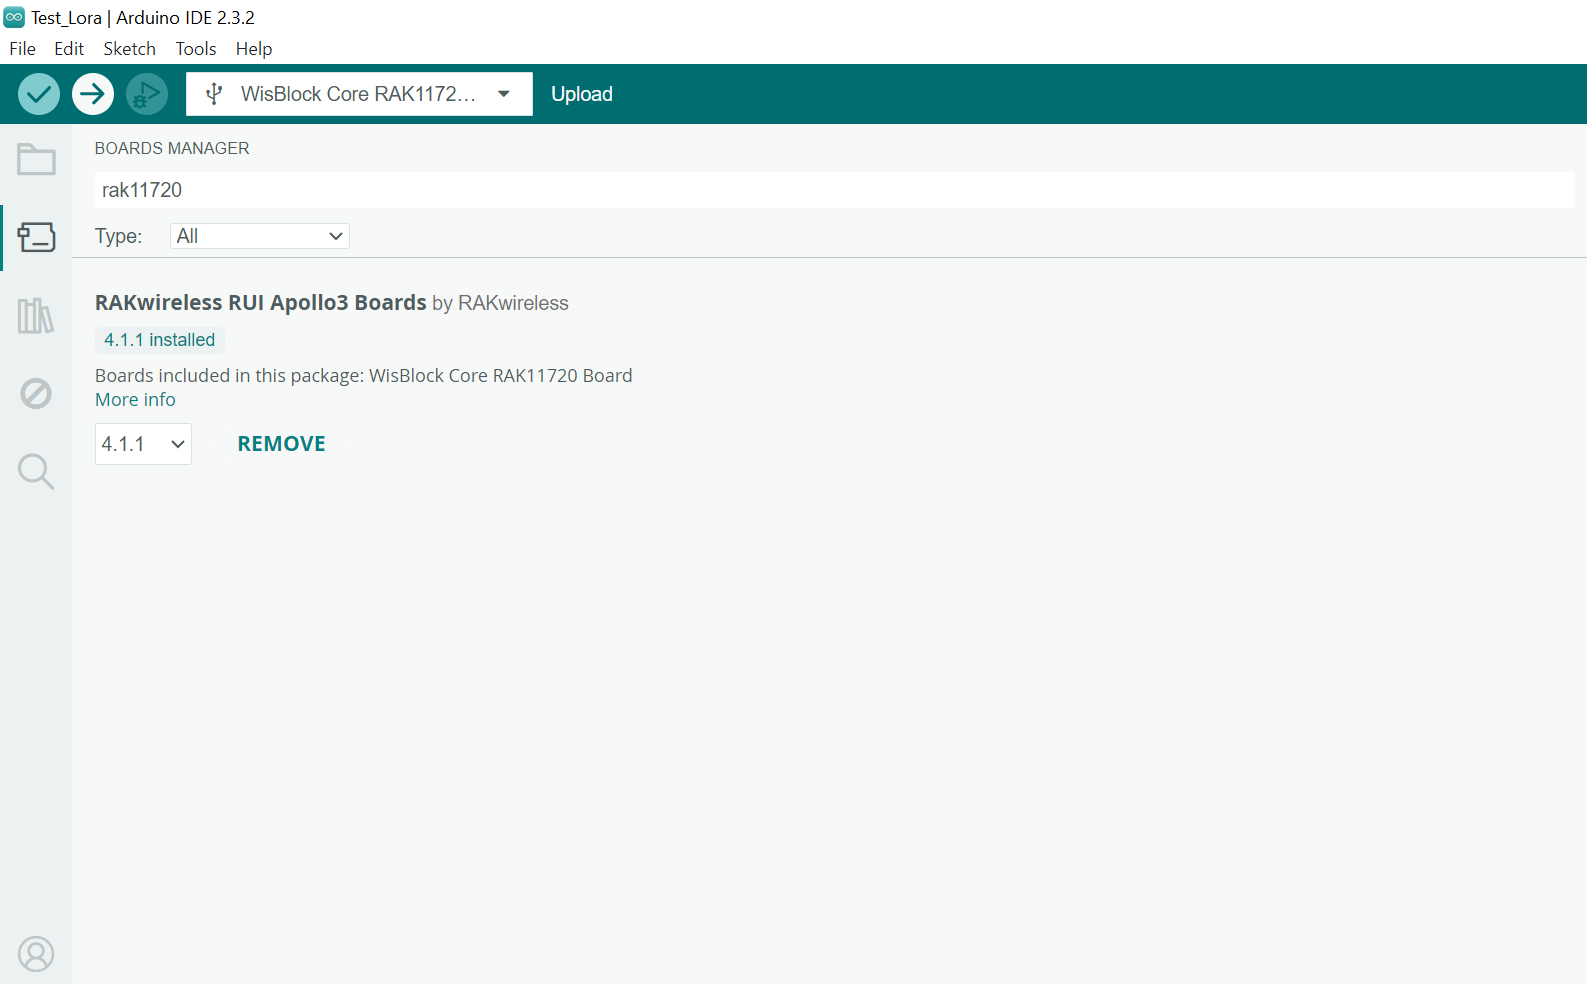 Test_Lora | Arduino IDE 2.3.2
File Edit Sketch Tools Help
WisBlock Core RAK1172... Upload
BOARDS MANAGER
rak11720
Type: All
RAKwireless RUI Apollo3 Boards by RAKwireless
4.1.1 installed
Boards included in this package: WisBlock Core RAK11720 Board
More info
4.1.1 REMOVE